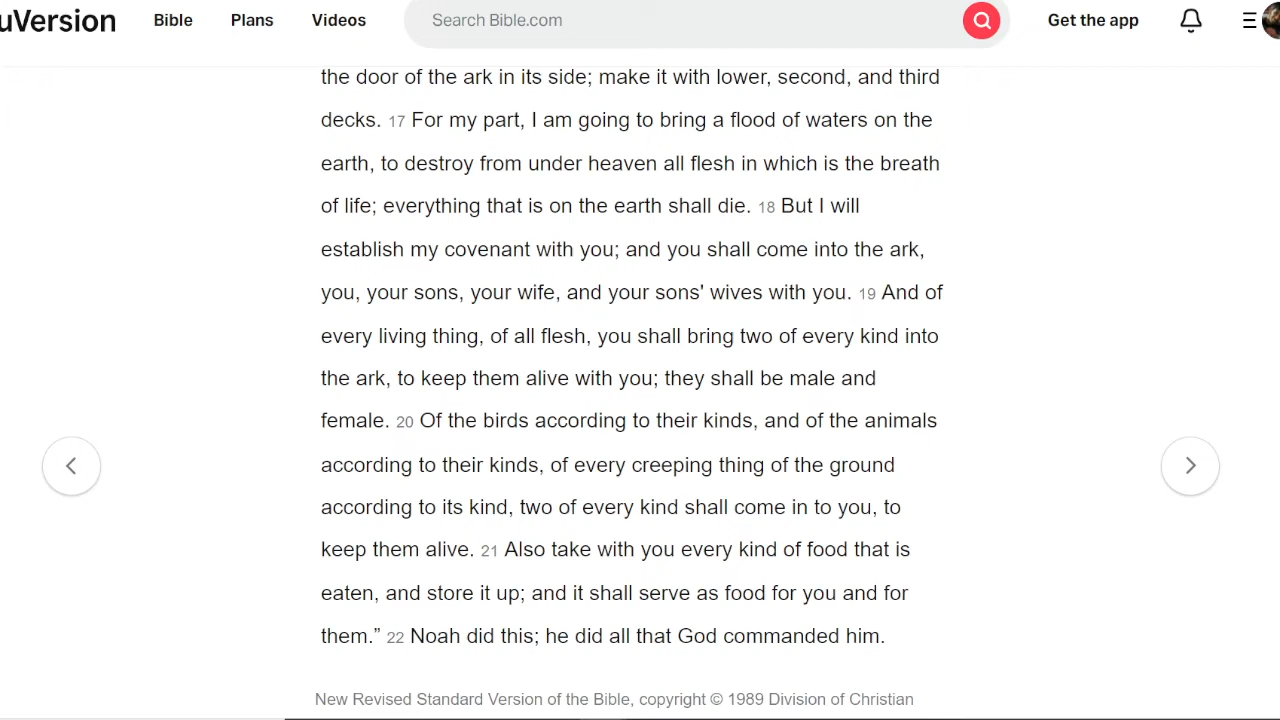 uVersion Bible Plans Videos Search Bible.com Get the app
the door of the ark in its side; make it with lower, second, and third
decks. 17 For my part, I am going to bring a flood of waters on the
earth, to destroy from under heaven all flesh in which is the breath
of life; everything that is on the earth shall die. 18 But I will
establish my covenant with you; and you shall come into the ark,
you, your sons, your wife, and your sons' wives with you. 19 And of
every living thing, of all flesh, you shall bring two of every kind into
the ark, to keep them alive with you; they shall be male and
female. 20 Of the birds according to their kinds, and of the animals
according to their kinds, of every creeping thing of the ground
according to its kind, two of every kind shall come in to you, to
keep them alive. 21 Also take with you every kind of food that is
eaten, and store it up; and it shall serve as food for you and for
them.” 22 Noah did this; he did all that God commanded him.
New Revised Standard Version of the Bible, copyright © 1989 Division of Christian